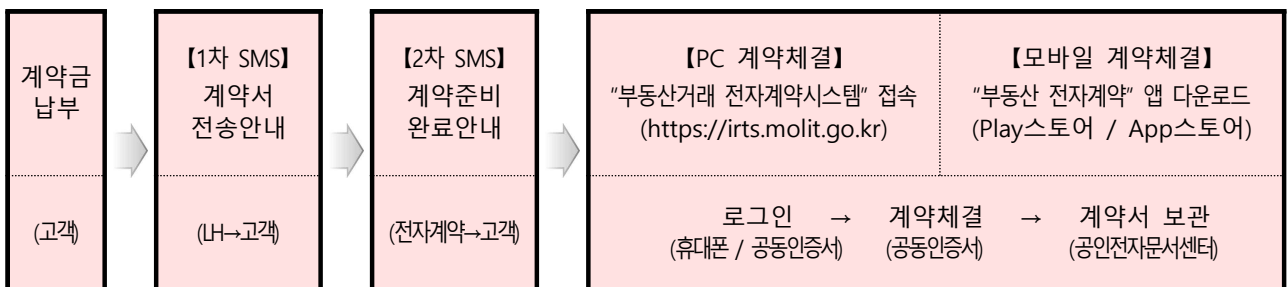 계약금
납부
(고객)
【1차 SMS】
계약서
전송안내
(LH→고객)
【2차 SMS】
계약준비
완료안내
(전자계약→고객)
【PC 계약체결】
"부동산거래 전자계약시스템" 접속
(https://irts.molit.go.kr)
【모바일 계약체결】
"부동산 전자계약" 앱 다운로드
(Play스토어 / App스토어)
로그인 → 계약체결 → 계약서 보관
(휴대폰 / 공동인증서) (공동인증서) (공인전자문서센터)